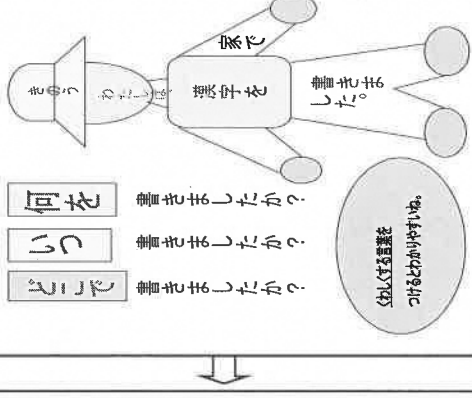 きのう
わたしは、
漢字を
家で
書きま
した。
何を 書きましたか?
いつ 書きましたか?
どこで 書きましたか?
くわしくする言葉を
つけるとわかりやすいね。